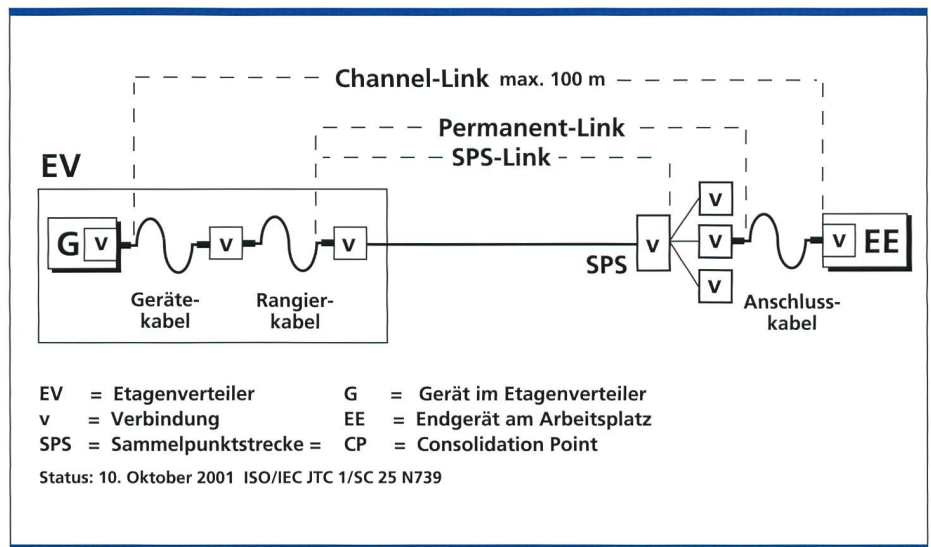 Channel-Link max. 100 m
Permanent-Link
SPS-Link
EV
G v
v
v
v
SPS
v
v
v
v EE
Geräte-
kabel
Rangier-
kabel
Anschluss-
kabel
EV = Etagenverteiler G = Gerät im Etagenverteiler
v = Verbindung EE = Endgerät am Arbeitsplatz
SPS = Sammelpunktstrecke = CP = Consolidation Point
Status: 10. Oktober 2001 ISO/IEC JTC 1/SC 25 N739